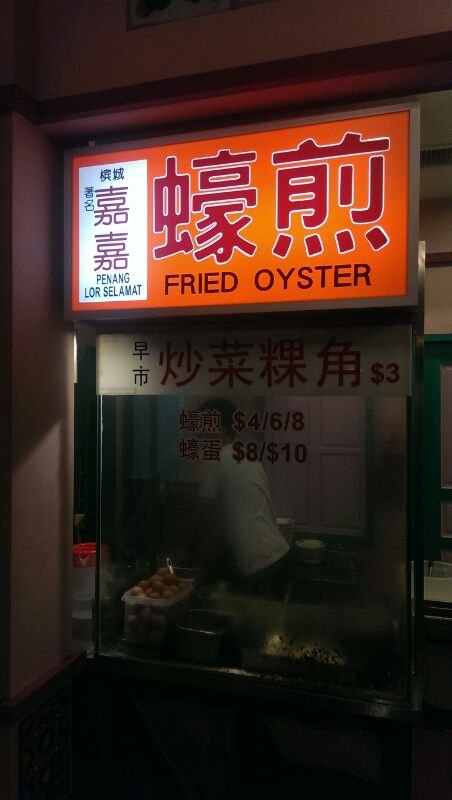 槟城
著名
嘉嘉
PENANG
LOR SELAMAT
蠔煎
FRIED OYSTER
早市
炒菜粿角 $3
蠔煎 $4/6/8
蠔蛋 $8/$10